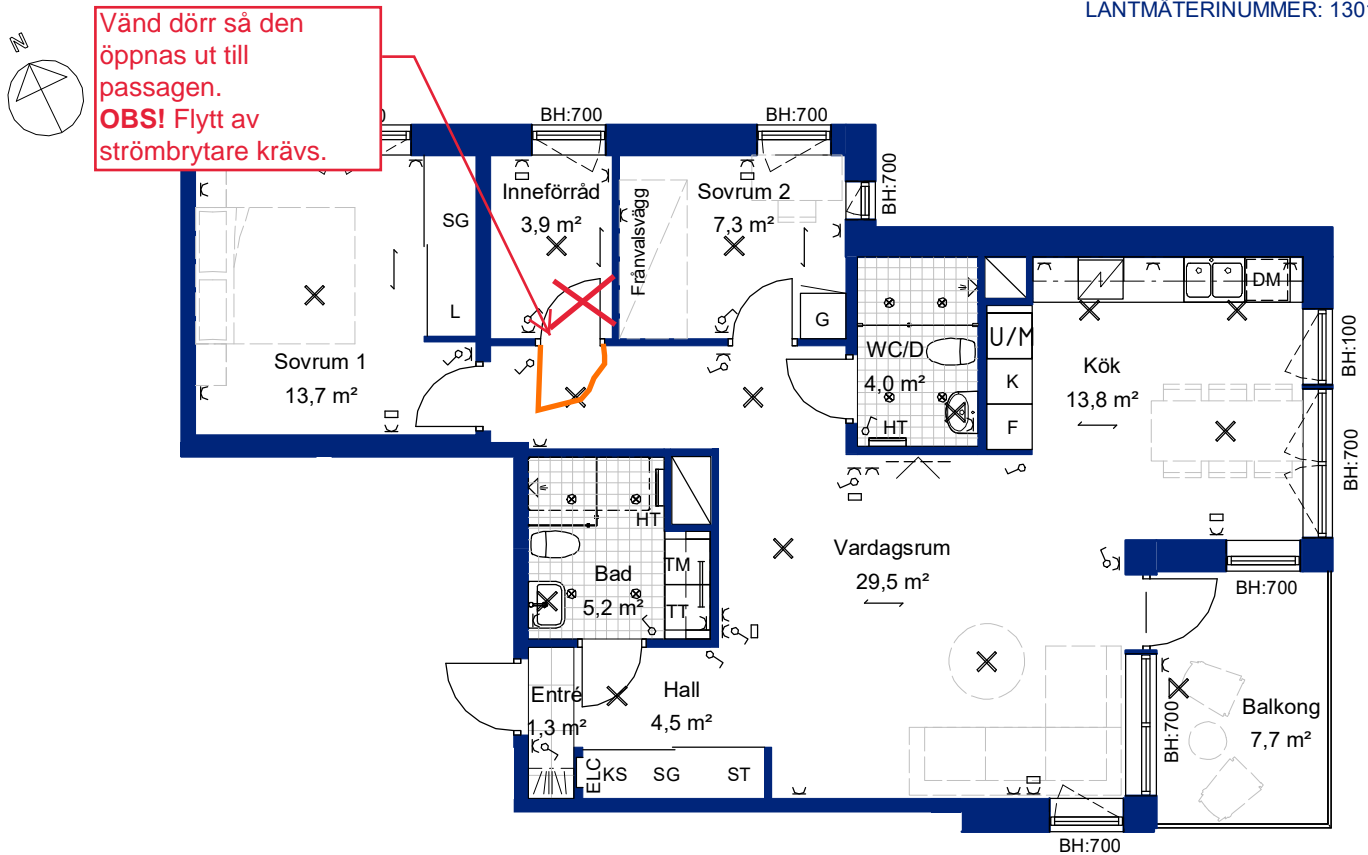 LANTMÄTERINUMMER: 1301
N
Vänd dörr så den
öppnas ut till
passagen.
OBS! Flytt av
strömbrytare krävs.
BH:700
BH:700
BH:700
Inneförråd
3,9 m²
Sovrum 2
7,3 m²
Frånvalsvägg
SG
L
G
Sovrum 1
13,7 m²
WC/D
4,0 m²
HT
U/M
K
F
DM
Kök
13,8 m²
BH:100
BH:700
HT
Bad
5,2 m²
TM
TT
Vardagsrum
29,5 m²
BH:700
Entré
1,3 m²
Hall
4,5 m²
ELC
KS
SG
ST
BH:700
Balkong
7,7 m²
BH:700